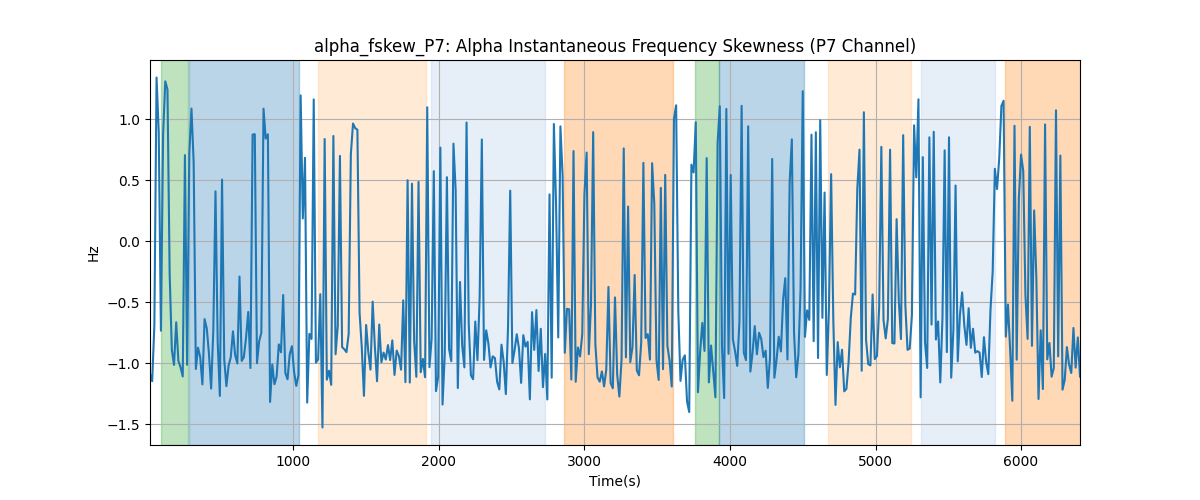 alpha_fskew_P7: Alpha Instantaneous Frequency Skewness (P7 Channel)
1.0
0.5
0.0
−0.5
−1.0
−1.5
Hz
1000 2000 3000 4000 5000 6000
Time(s)